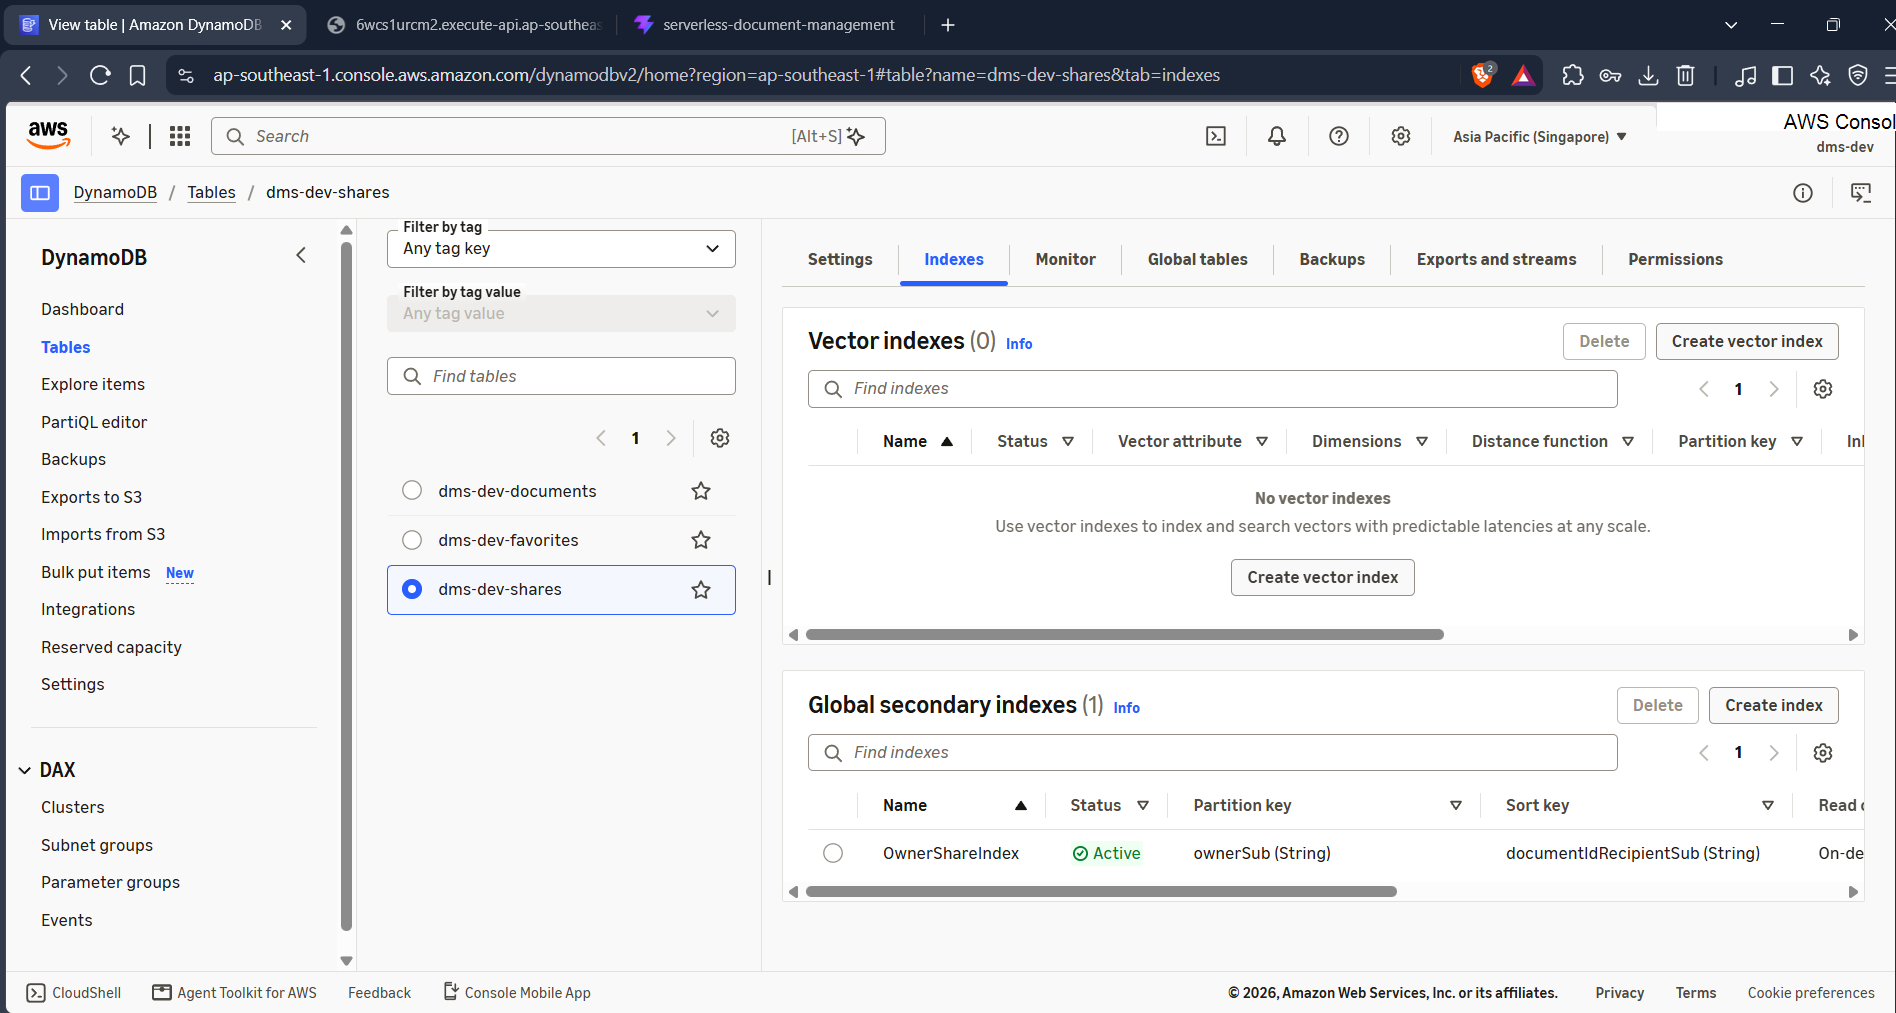 View table | Amazon DynamoDB
6wcs1urcm2.execute-api.ap-southeas
serverless-document-management
ap-southeast-1.console.aws.amazon.com/dynamodbv2/home?region=ap-southeast-1#table?name=dms-dev-shares&tab=indexes
2
aws
Search
[Alt+S]
Asia Pacific (Singapore)
AWS Consol
dms-dev
DynamoDB / Tables / dms-dev-shares
DynamoDB
Dashboard
Tables
Explore items
PartiQL editor
Backups
Exports to S3
Imports from S3
Bulk put items New
Integrations
Reserved capacity
Settings
DAX
Clusters
Subnet groups
Parameter groups
Events
Filter by tag
Any tag key
Filter by tag value
Any tag value
Find tables
1
dms-dev-documents
dms-dev-favorites
dms-dev-shares
Settings Indexes Monitor Global tables Backups Exports and streams Permissions
Vector indexes (0) Info
Delete Create vector index
Find indexes
1
Name Status Vector attribute Dimensions Distance function Partition key
No vector indexes
Use vector indexes to index and search vectors with predictable latencies at any scale.
Create vector index
Global secondary indexes (1) Info
Delete Create index
Find indexes
1
Name Status Partition key Sort key Read
OwnerShareIndex Active ownerSub (String) documentIdRecipientSub (String) On-de
CloudShell Agent Toolkit for AWS Feedback Console Mobile App
© 2026, Amazon Web Services, Inc. or its affiliates. Privacy Terms Cookie preferences